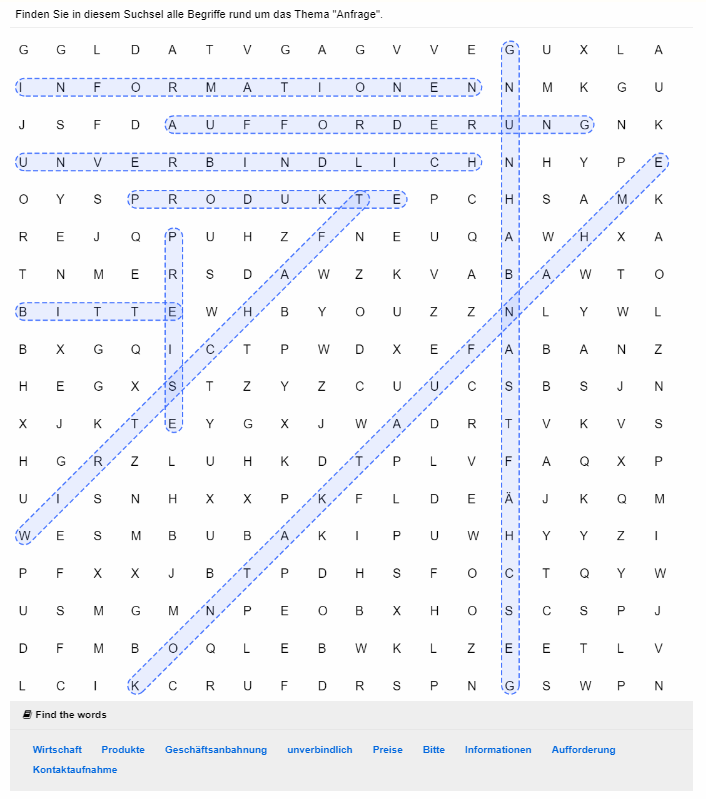 Finden Sie in diesem Suchsel alle Begriffe rund um das Thema "Anfrage".
G G L D A T V G A G V V E G U X L A
I N F O R M A T I O N E N N M K G U
J S F D A U F F O R D E R U N G N K
U N V E R B I N D L I C H N H Y P E
O Y S P R O D U K T E P C H S A M K
R E J Q P U H Z F N E U Q A W H X A
T N M E R S D A W Z K V A B A W T O
B I T T E W H B Y O U Z Z N L Y W L
B X G Q I C T P W D X E F A B A N Z
H E G X S T Z Y Z C U U C S B S J N
X J K T E Y G X J W A D R T V K V S
H G R Z L U H K D T P L V F A Q X P
U I S N H X X P K F L D E Ä J K Q M
W E S M B U B A K I P U W H Y Y Z I
P F X X J B T P D H S F O C T Q Y W
U S M G M N P E O B X H O S C S P J
D F M B O Q L E B W K L Z E E T L V
L C I K C R U F D R S P N G S W P N
Find the words
Wirtschaft Produkte Geschäftsanbahnung unverbindlich Preise Bitte Informationen Aufforderung
Kontaktaufnahme